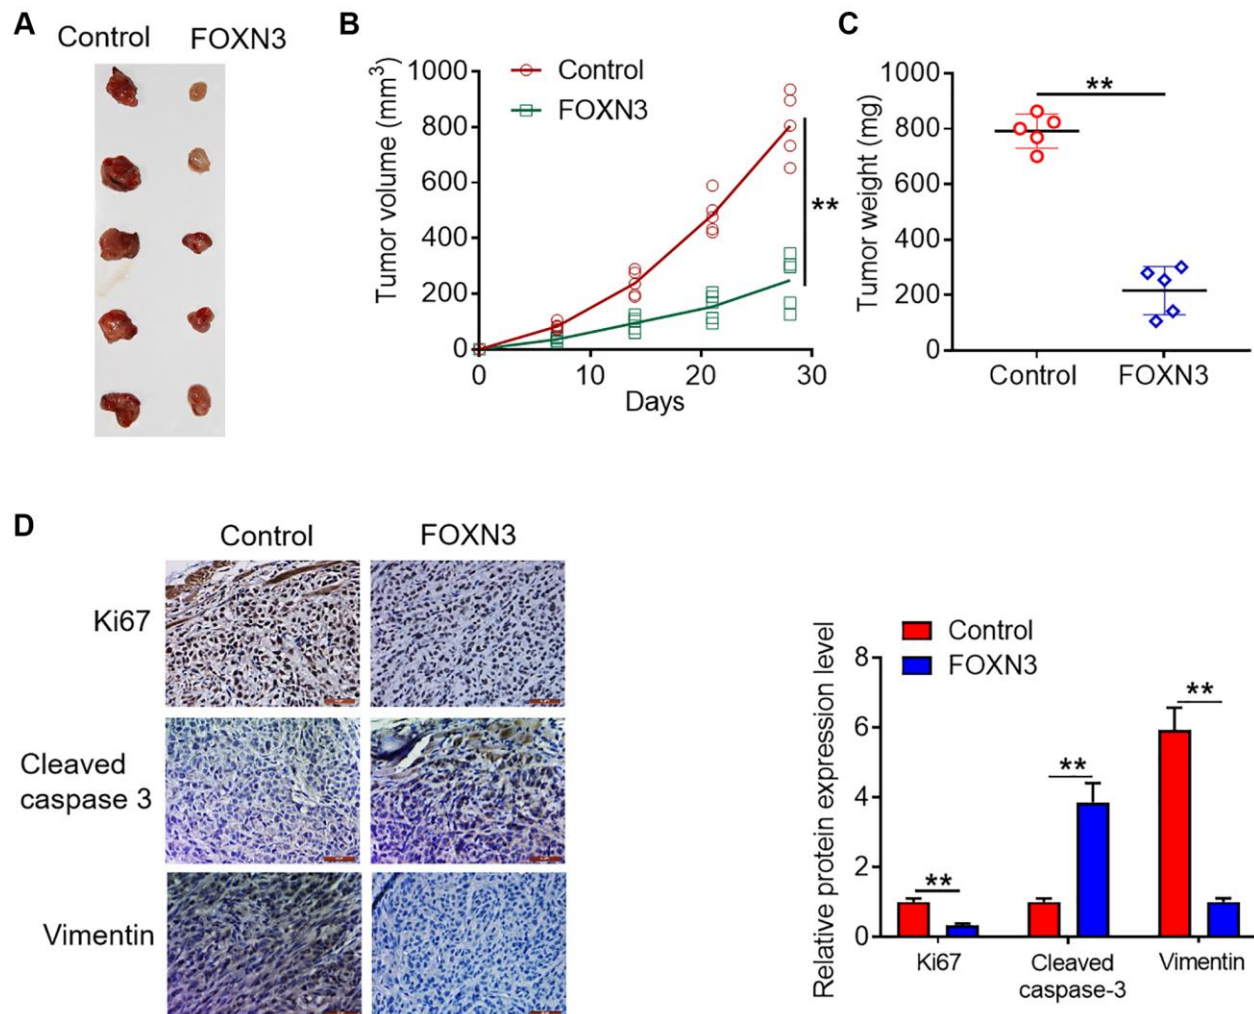 A
Control FOXN3
B
Tumor volume (mm³)
1000
800
600
400
200
0
0 10 20 30
Days
Control
FOXN3
**
C
Tumor weight (mg)
1000
800
600
400
200
0
**
Control FOXN3
D
Control FOXN3
Ki67
Cleaved
caspase 3
Vimentin
Relative protein expression level
8
6
4
2
0
Control
FOXN3
**
**
**
Ki67 Cleaved Vimentin
caspase-3